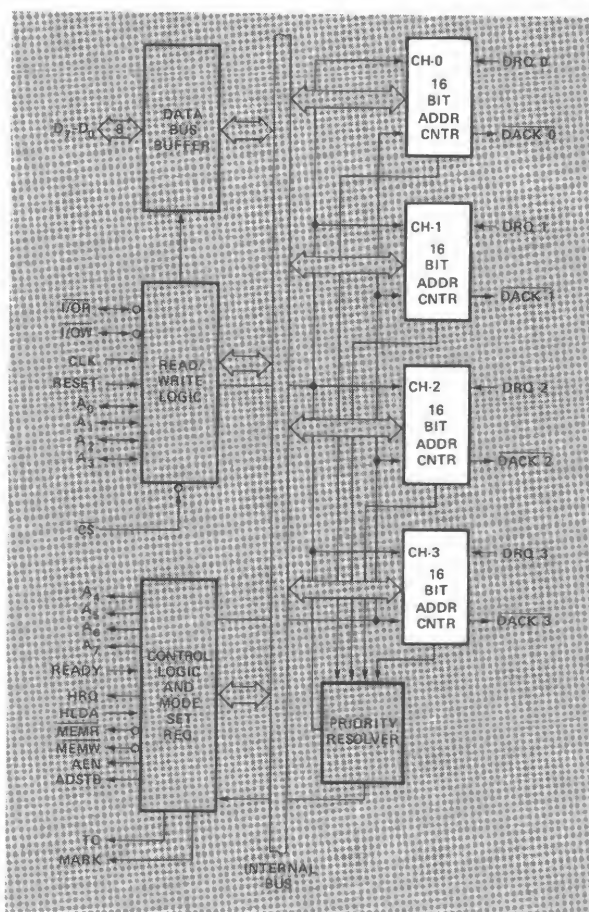 D7-D0
8
DATA
BUS
BUFFER
I/OR
I/OW
CLK
RESET
A0
A1
A2
A3
READ/
WRITE
LOGIC
CS
A4
A5
A6
A7
READY
HRQ
HLDA
MEMR
MEMW
AEN
ADSTB
TC
MARK
CONTROL
LOGIC
AND
MODE
SET
REG.
INTERNAL
BUS
CH-0
16
BIT
ADDR
CNTR
DRQ 0
DACK 0
CH-1
16
BIT
ADDR
CNTR
DRQ 1
DACK 1
CH-2
16
BIT
ADDR
CNTR
DRQ 2
DACK 2
CH-3
16
BIT
ADDR
CNTR
DRQ 3
DACK 3
PRIORITY
RESOLVER